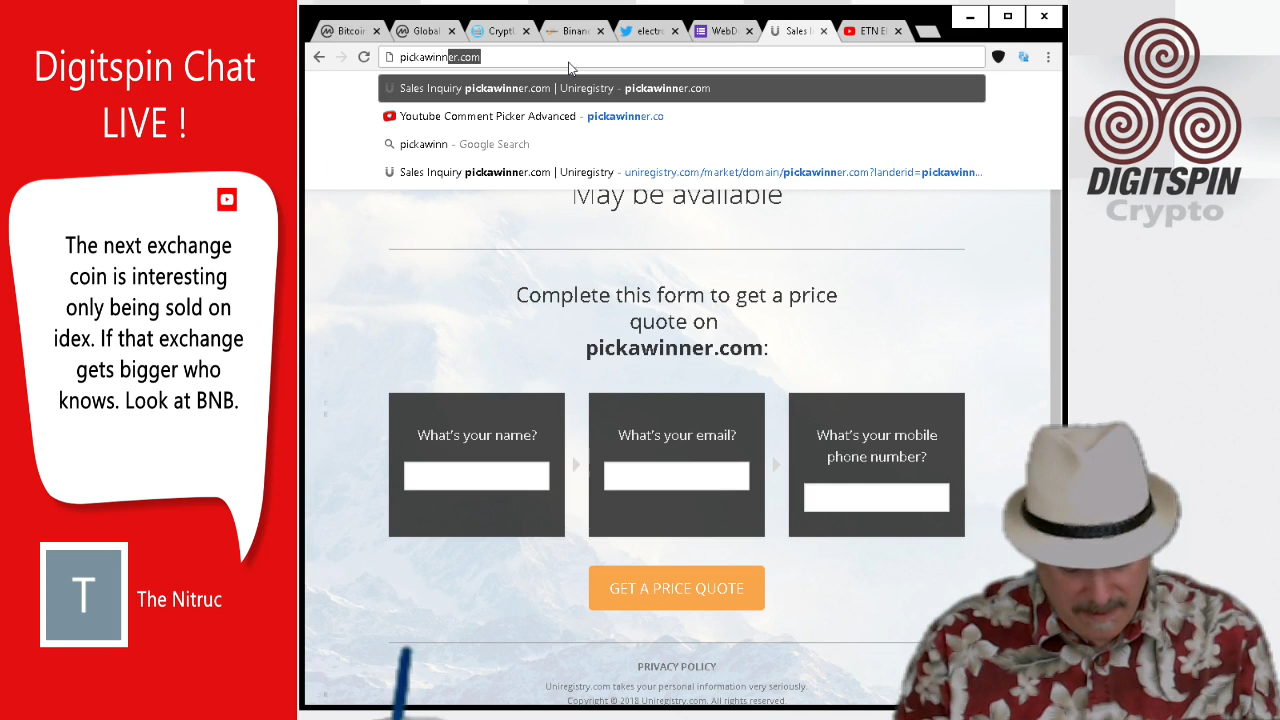 Digitspin Chat
LIVE !
The next exchange
coin is interesting
only being sold on
idex. If that exchange
gets bigger who
knows. Look at BNB.
T
The Nitruc
Bitcoin
Global
Crypt
Binanc
electro
WebD
Sales I
ETN El
pickawinner.com
Sales Inquiry pickawinner.com | Uniregistry - pickawinner.com
Youtube Comment Picker Advanced - pickawinner.co
pickawinn - Google Search
Sales Inquiry pickawinner.com | Uniregistry - uniregistry.com/market/domain/pickawinner.com?landerid=pickawinn...
May be available
Complete this form to get a price
quote on
pickawinner.com:
What's your name?
What's your email?
What's your mobile
phone number?
GET A PRICE QUOTE
PRIVACY POLICY
Uniregistry.com takes your personal information very seriously.
Copyright © 2018 Uniregistry.com. All rights reserved.
DIGITSPIN
Crypto